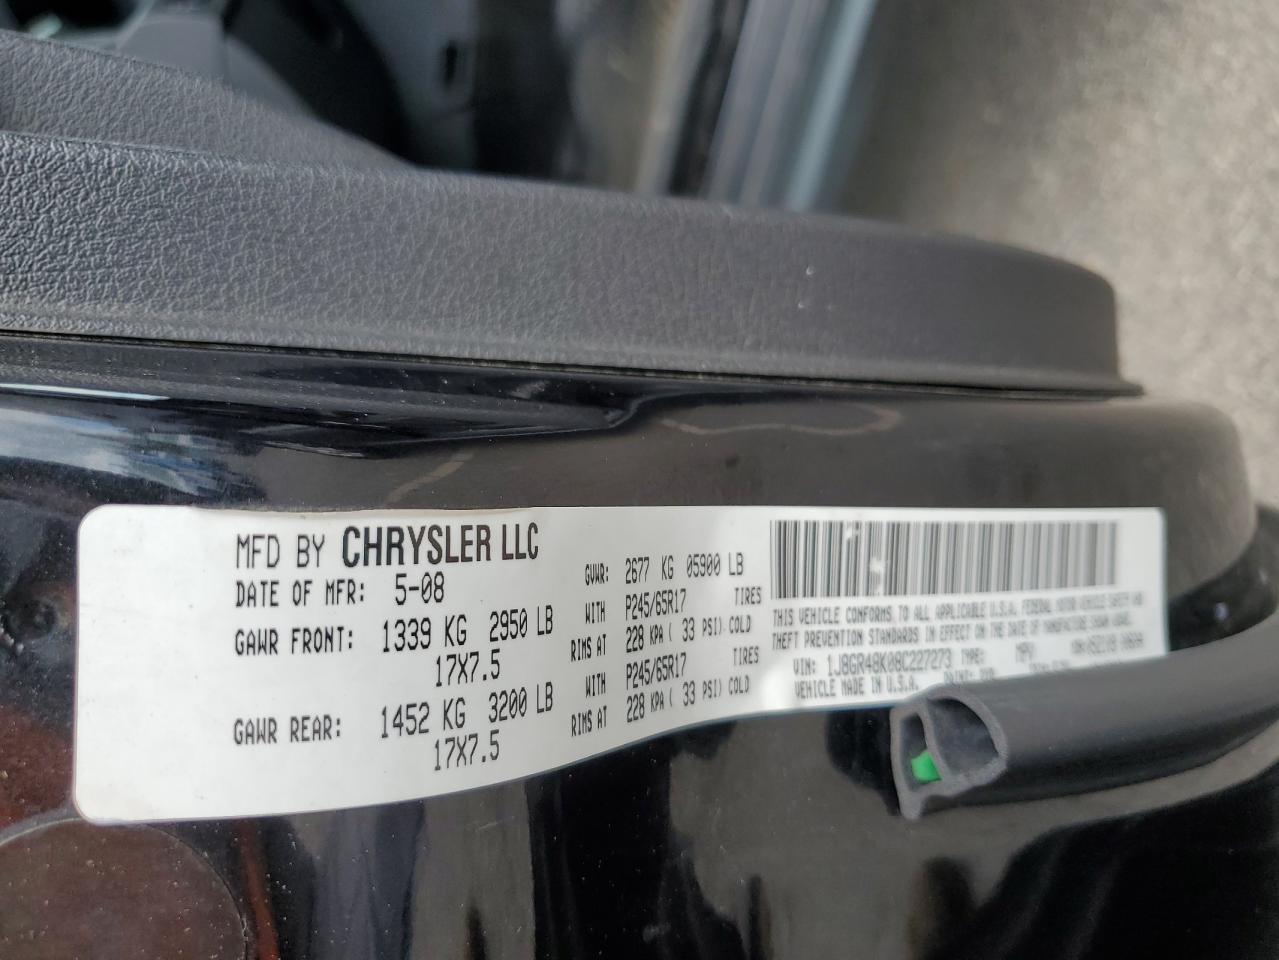 MFD BY CHRYSLER LLC
DATE OF MFR: 5-08 GVWR: 2677 KG 05900 LB
GAWR FRONT: 1339 KG 2950 LB WITH P245/65R17 TIRES
17X7.5 RIMS AT 228 KPA ( 33 PSI) COLD
GAWR REAR: 1452 KG 3200 LB WITH P245/65R17 TIRES
17X7.5 RIMS AT 228 KPA ( 33 PSI) COLD
THIS VEHICLE CONFORMS TO ALL APPLICABLE U.S.A. FEDERAL MOTOR VEHICLE SAFETY AND
THEFT PREVENTION STANDARDS IN EFFECT ON THE DATE OF MANUFACTURE SHOWN ABOVE.
VIN: 1J8GR48K08C227273 TYPE: MPV
VEHICLE MADE IN U.S.A.